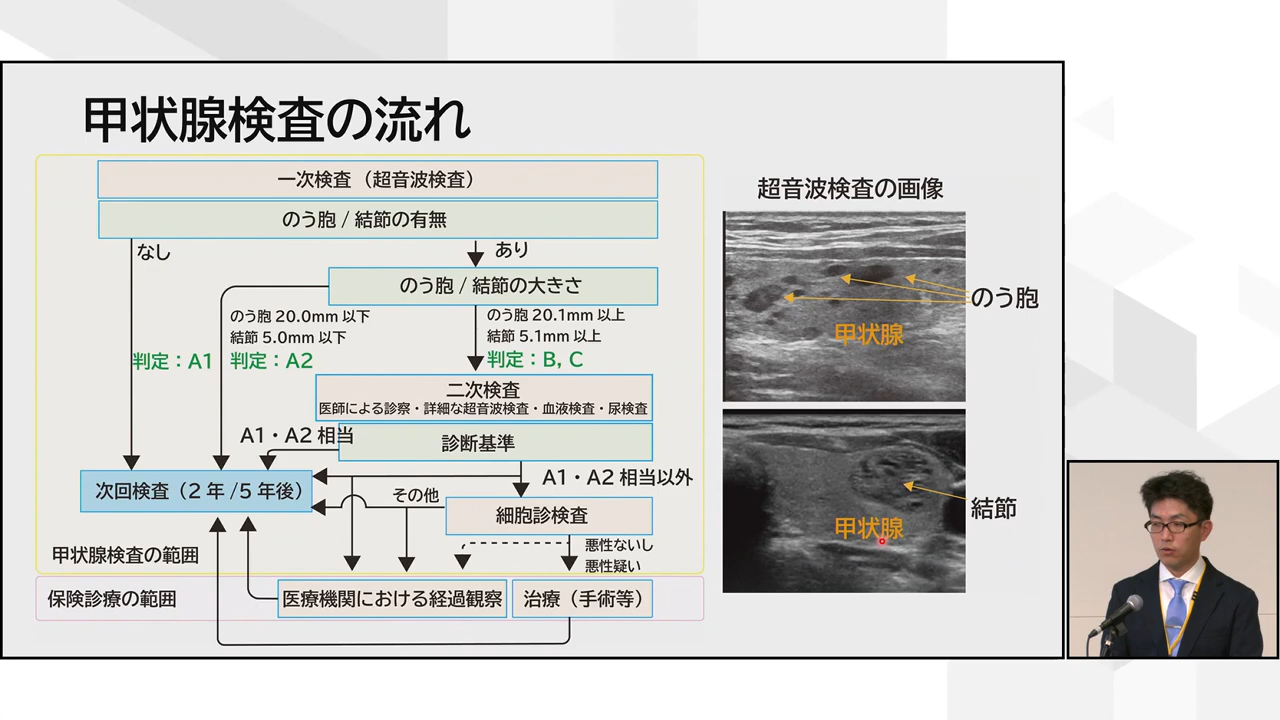 甲状腺検査の流れ
一次検査（超音波検査）
のう胞 / 結節の有無
なし
あり
のう胞 / 結節の大きさ
のう胞 20.0mm 以下
結節 5.0mm 以下
のう胞 20.1mm 以上
結節 5.1mm 以上
判定：A1
判定：A2
判定：B, C
二次検査
医師による診察・詳細な超音波検査・血液検査・尿検査
A1・A2 相当
診断基準
A1・A2 相当以外
次回検査（2 年 /5 年後）
その他
細胞診検査
悪性ないし
悪性疑い
甲状腺検査の範囲
保険診療の範囲
医療機関における経過観察
治療（手術等）
超音波検査の画像
のう胞
甲状腺
結節
甲状腺